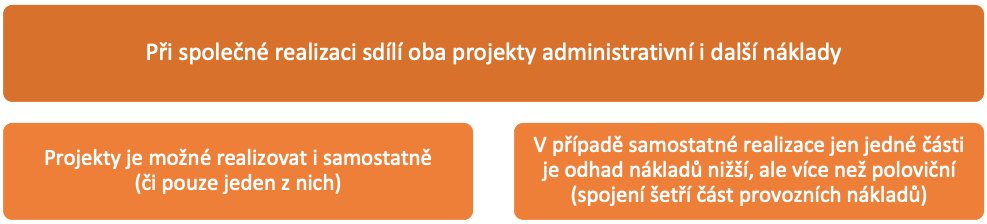 Při společné realizaci sdílí oba projekty administrativní i další náklady
Projekty je možné realizovat i samostatně
(či pouze jeden z nich)
V případě samostatné realizace jen jedné části
je odhad nákladů nižší, ale více než poloviční
(spojení šetří část provozních nákladů)